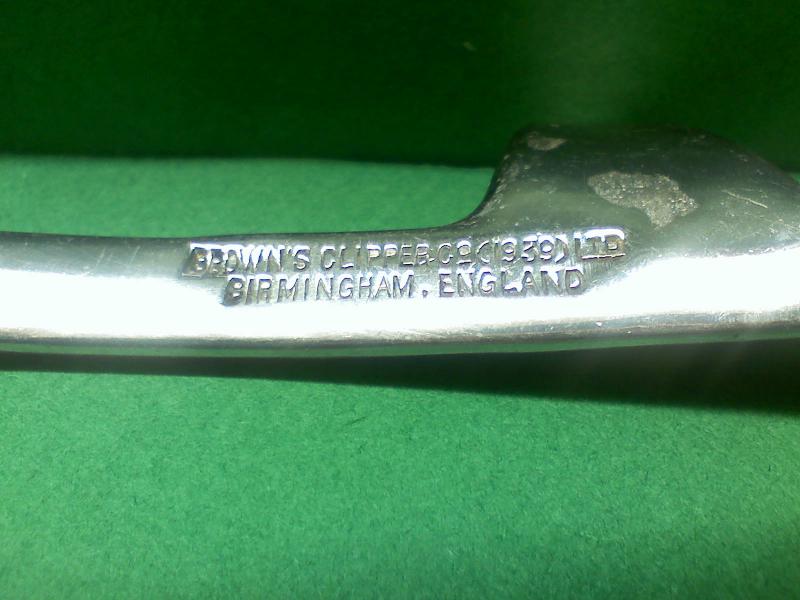 BROWN'S CLIPPER CO (1939) LTD
BIRMINGHAM, ENGLAND